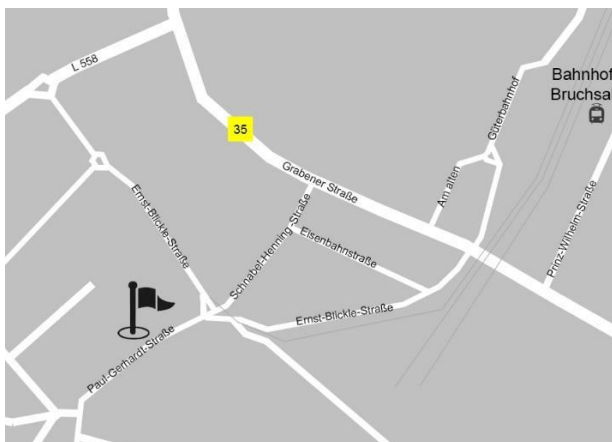 L 558
Bahnhof
Bruchsal
35
Güterbahnhof
Am alten
Grabener Straße
Ernst-Blickle-Straße
Schnabel-Henning-Straße
Eisenbahnstraße
Prinz-Wilhelm-Straße
Ernst-Blickle-Straße
Paul-Gerhardt-Straße